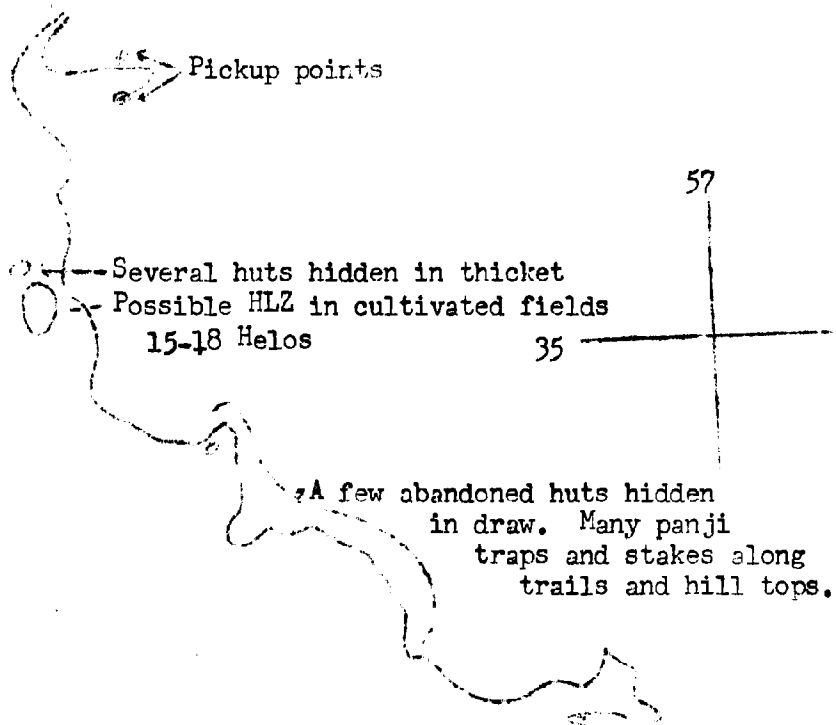 Pickup points
57
Several huts hidden in thicket
Possible HLZ in cultivated fields
15-18 Helos
35
A few abandoned huts hidden
in draw. Many panji
traps and stakes along
trails and hill tops.